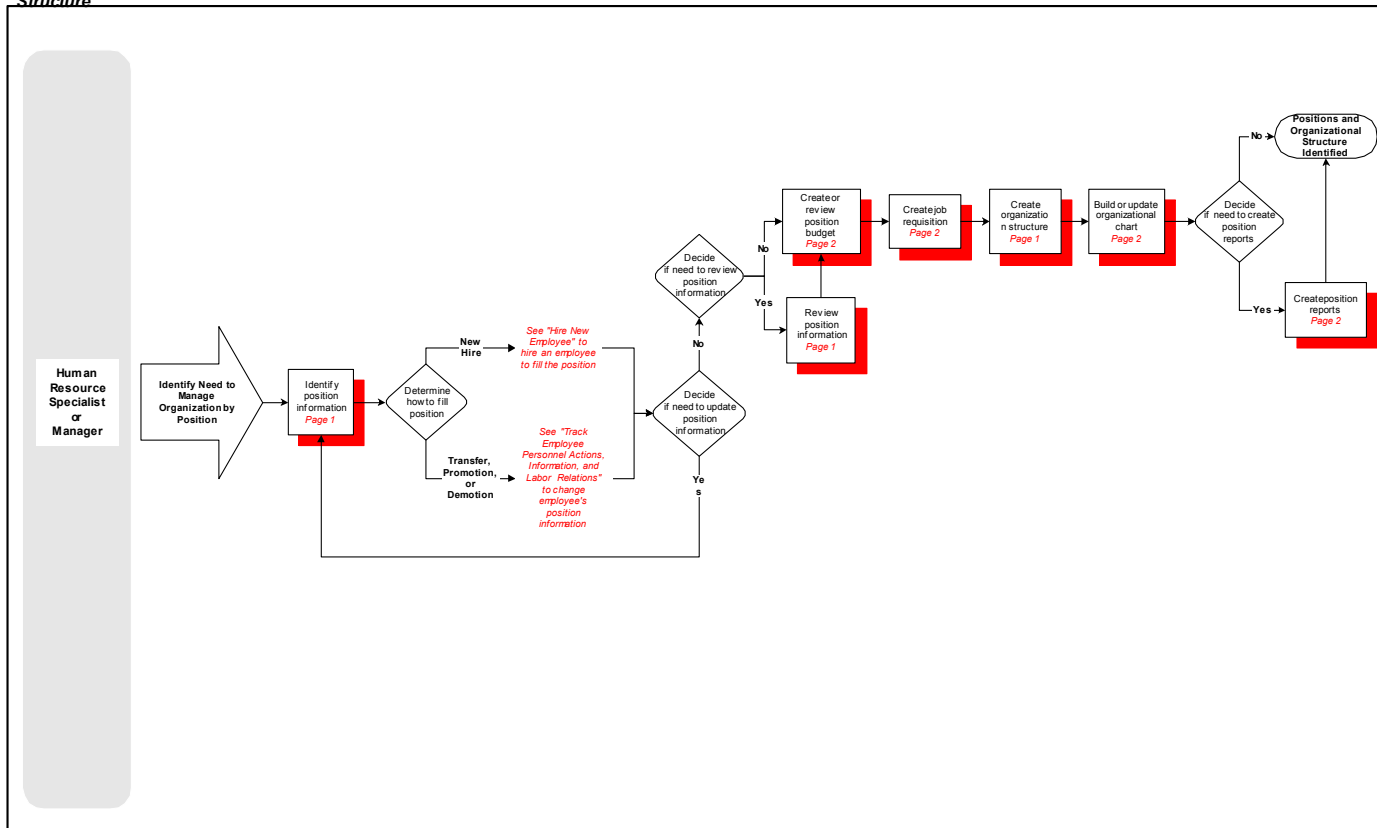 Structure
Human
Resource
Specialist
or
Manager
Identify Need to
Manage
Organization by
Position
Identify
position
information
Page 1
Determine
how to fill
position
New
Hire
See "Hire New
Employee" to
hire an employee
to fill the position
Transfer,
Promotion,
or
Demotion
See "Track
Employee
Personnel Actions,
Information, and
Labor Relations"
to change
employee's
position
information
Decide
if need to update
position
information
Ye
s
No
Decide
if need to review
position
information
No
Yes
Review
position
information
Page 1
Create or
review
position
budget
Page 2
Create job
requisition
Page 2
Create
organizatio
n structure
Page 1
Build or update
organizational
chart
Page 2
Decide
if need to create
position
reports
No
Yes
Create position
reports
Page 2
Positions and
Organizational
Structure
Identified